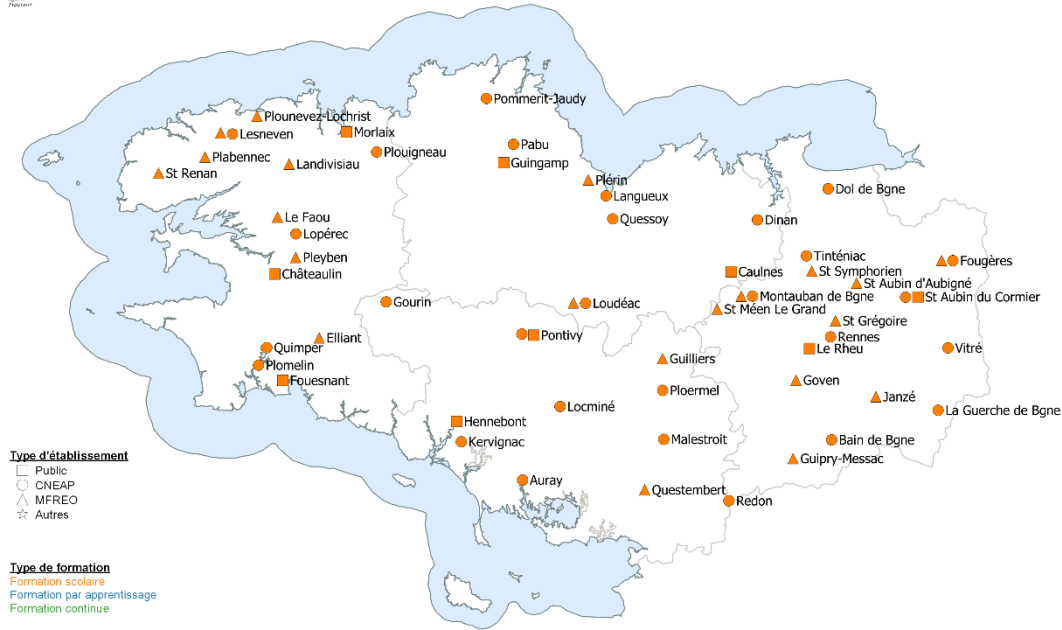 Pommerit-Jaudy
Plounevez-Lochrist
Morlaix
Lesneven
Pabu
Plouigneau
Plabennec
Guingamp
Landivisiau
St Renan
Plérin
Dol de Bgne
Langueux
Le Faou
Quessoy
Dinan
Lopérec
Tinténiac
Pleyben
Fougères
Châteaulin
Caulnes
St Symphorien
St Aubin d'Aubigné
Montauban de Bgne
St Aubin du Cormier
Gourin
Loudéac
St Méen Le Grand
St Grégoire
Elliant
Pontivy
Rennes
Quimper
Le Rheu
Vitré
Guilliers
Plomelin
Fouesnant
Goven
Ploermel
Janzé
Locminé
La Guerche de Bgne
Hennebont
Kervignac
Malestroit
Bain de Bgne
Guipry-Messac
Auray
Questembert
Redon
Type d'établissement
Public
CNEAP
MFREO
Autres
Type de formation
Formation scolaire
Formation par apprentissage
Formation continue